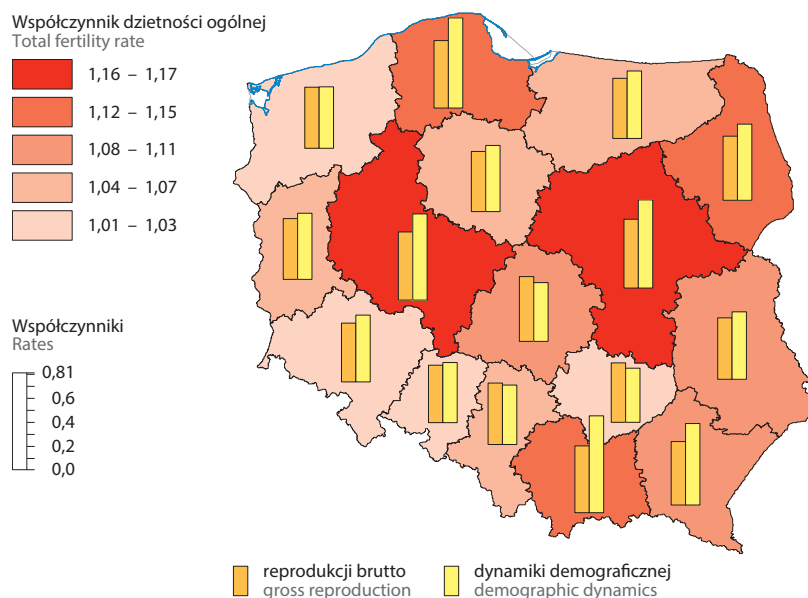 Współczynnik dzietności ogólnej
Total fertility rate
1,16 – 1,17
1,12 – 1,15
1,08 – 1,11
1,04 – 1,07
1,01 – 1,03
Współczynniki
Rates
0,81
0,6
0,4
0,2
0,0
reprodukcji brutto
gross reproduction
dynamiki demograficznej
demographic dynamics